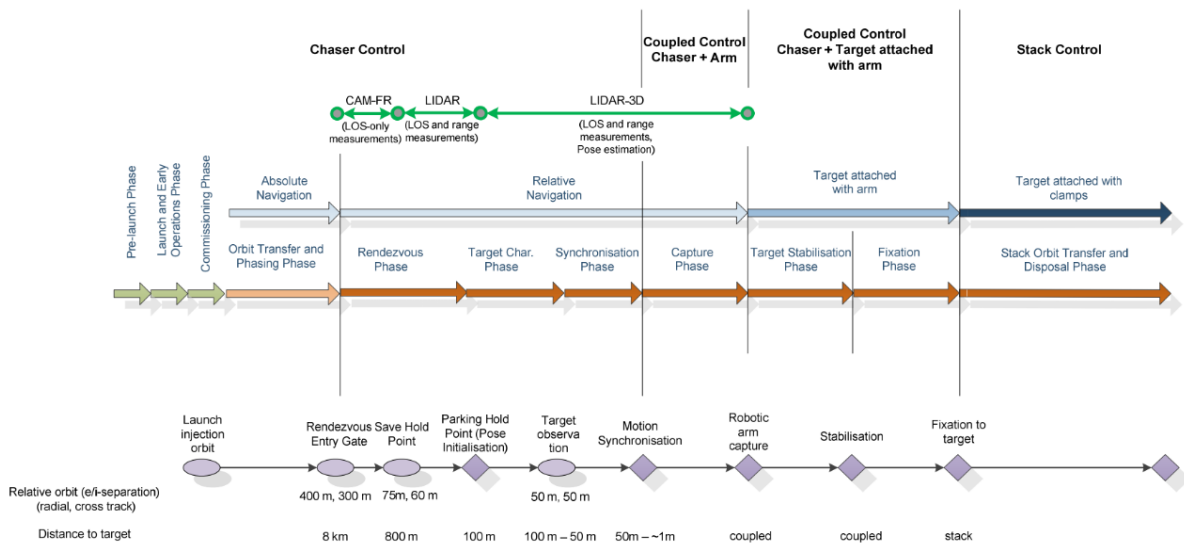 Chaser Control
Coupled Control
Chaser + Arm
Coupled Control
Chaser + Target attached
with arm
Stack Control
CAM-FR
(LOS-only
measurements)
LIDAR
(LOS and range
measurements)
LIDAR-3D
(LOS and range
measurements,
Pose estimation)
Pre-launch Phase
Launch and Early
Operations Phase
Commissioning Phase
Absolute
Navigation
Relative
Navigation
Target attached
with arm
Target attached with
clamps
Orbit Transfer and
Phasing Phase
Rendezvous
Phase
Target Char.
Phase
Synchronisation
Phase
Capture
Phase
Target
Stabilisation Phase
Fixation
Phase
Stack Orbit Transfer and
Disposal Phase
Launch
injection
orbit
Rendezvous
Entry Gate
Save Hold
Point
Parking Hold
Point (Pose
Initialisation)
Target
observa
tion
Motion
Synchronisation
Robotic
arm
capture
Stabilisation
Fixation to
target
Relative orbit (e/i-separation)
(radial, cross track)
400 m, 300 m
75m, 60 m
50 m, 50 m
Distance to target
8 km
800 m
100 m
100 m – 50 m
50m – ~1m
coupled
coupled
stack